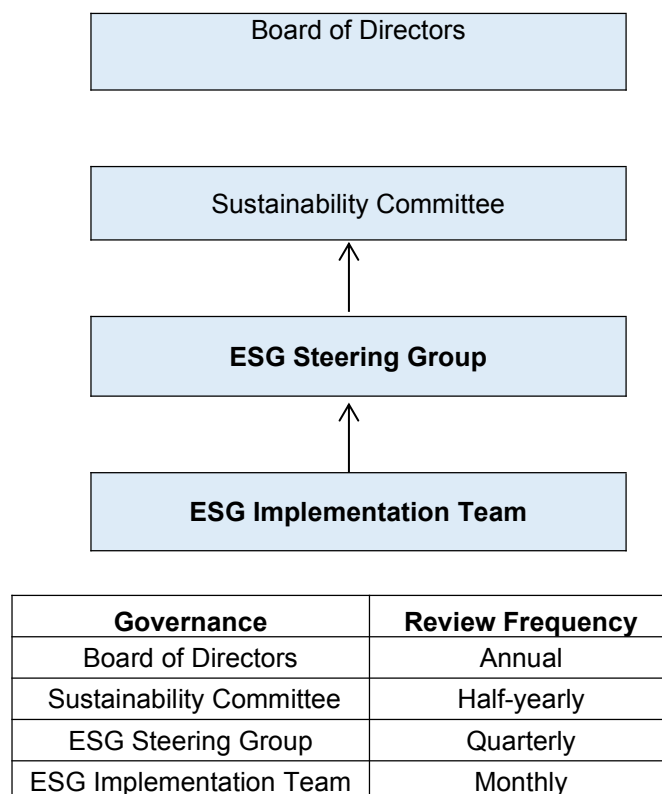 Board of Directors
Sustainability Committee
ESG Steering Group
ESG Implementation Team
Governance Review Frequency
Board of Directors Annual
Sustainability Committee Half-yearly
ESG Steering Group Quarterly
ESG Implementation Team Monthly